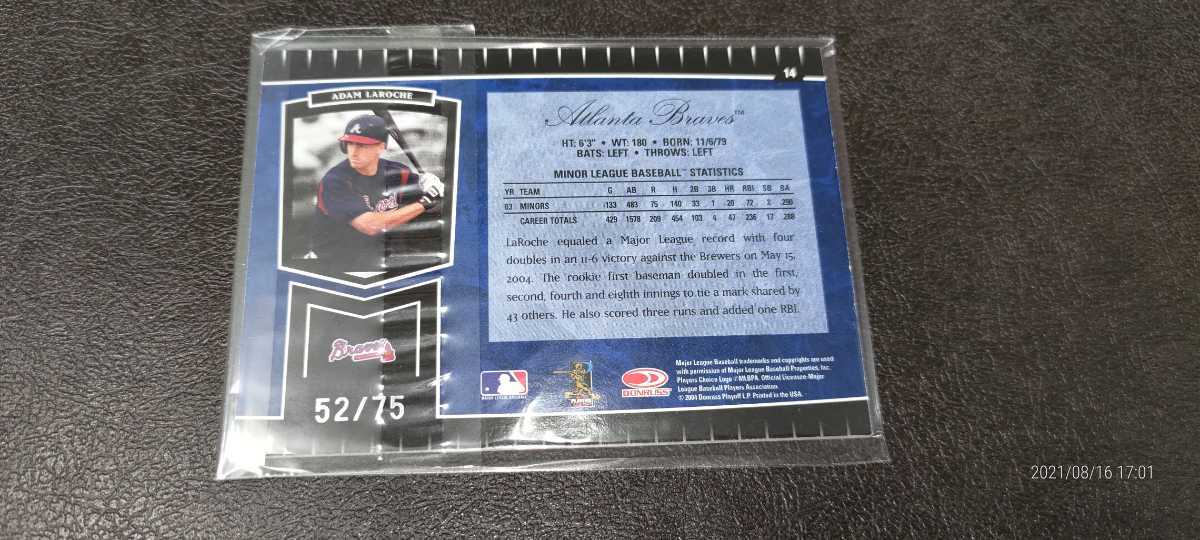 14
ADAM LAROCHE
Atlanta Braves™
HT: 6'3" • WT: 180 • BORN: 11/6/79
BATS: LEFT • THROWS: LEFT
MINOR LEAGUE BASEBALL™ STATISTICS
YR TEAM G AB R H 2B 3B HR RBI SB BA
03 MINORS 133 483 75 140 33 1 20 72 2 .290
CAREER TOTALS 429 1578 209 454 103 4 47 236 17 .288
LaRoche equaled a Major League record with four
doubles in an 11-6 victory against the Brewers on May 15,
2004. The rookie first baseman doubled in the first,
second, fourth and eighth innings to tie a mark shared by
43 others. He also scored three runs and added one RBI.
Braves
52/75
MAJOR LEAGUE BASEBALL
PLAYERS
DONRUSS
Major League Baseball trademarks and copyrights are used
with permission of Major League Baseball Properties, Inc.
Players Choice Logo © MLBPA. Official Licensee-Major
League Baseball Players Association.
© 2004 Donruss Playoff L.P. Printed in the USA.
2021/08/16 17:01